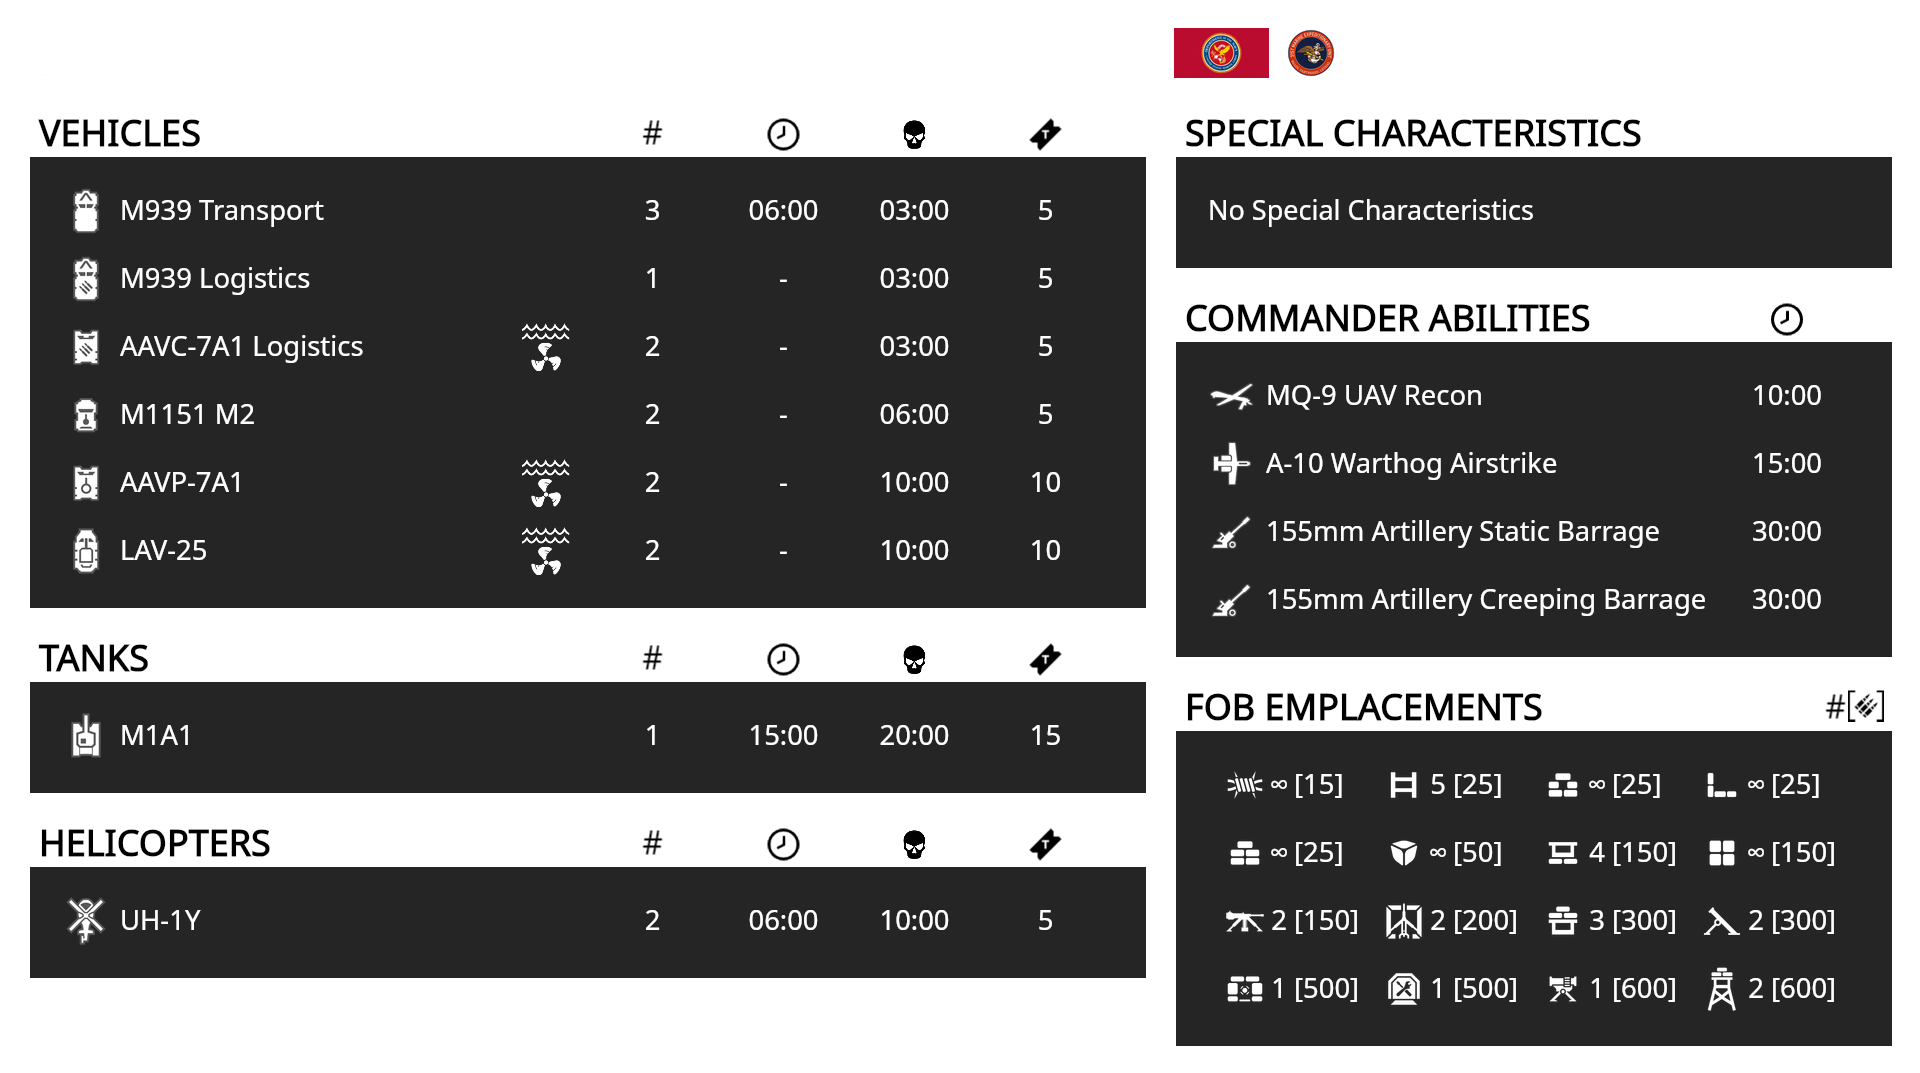 VEHICLES #
M939 Transport 3 06:00 03:00 5
M939 Logistics 1 - 03:00 5
AAVC-7A1 Logistics 2 - 03:00 5
M1151 M2 2 - 06:00 5
AAVP-7A1 2 - 10:00 10
LAV-25 2 - 10:00 10
TANKS #
M1A1 1 15:00 20:00 15
HELICOPTERS #
UH-1Y 2 06:00 10:00 5
SPECIAL CHARACTERISTICS
No Special Characteristics
COMMANDER ABILITIES
MQ-9 UAV Recon 10:00
A-10 Warthog Airstrike 15:00
155mm Artillery Static Barrage 30:00
155mm Artillery Creeping Barrage 30:00
FOB EMPLACEMENTS #[]
∞ [15] 5 [25] ∞ [25] ∞ [25]
∞ [25] ∞ [50] 4 [150] ∞ [150]
2 [150] 2 [200] 3 [300] 2 [300]
1 [500] 1 [500] 1 [600] 2 [600]